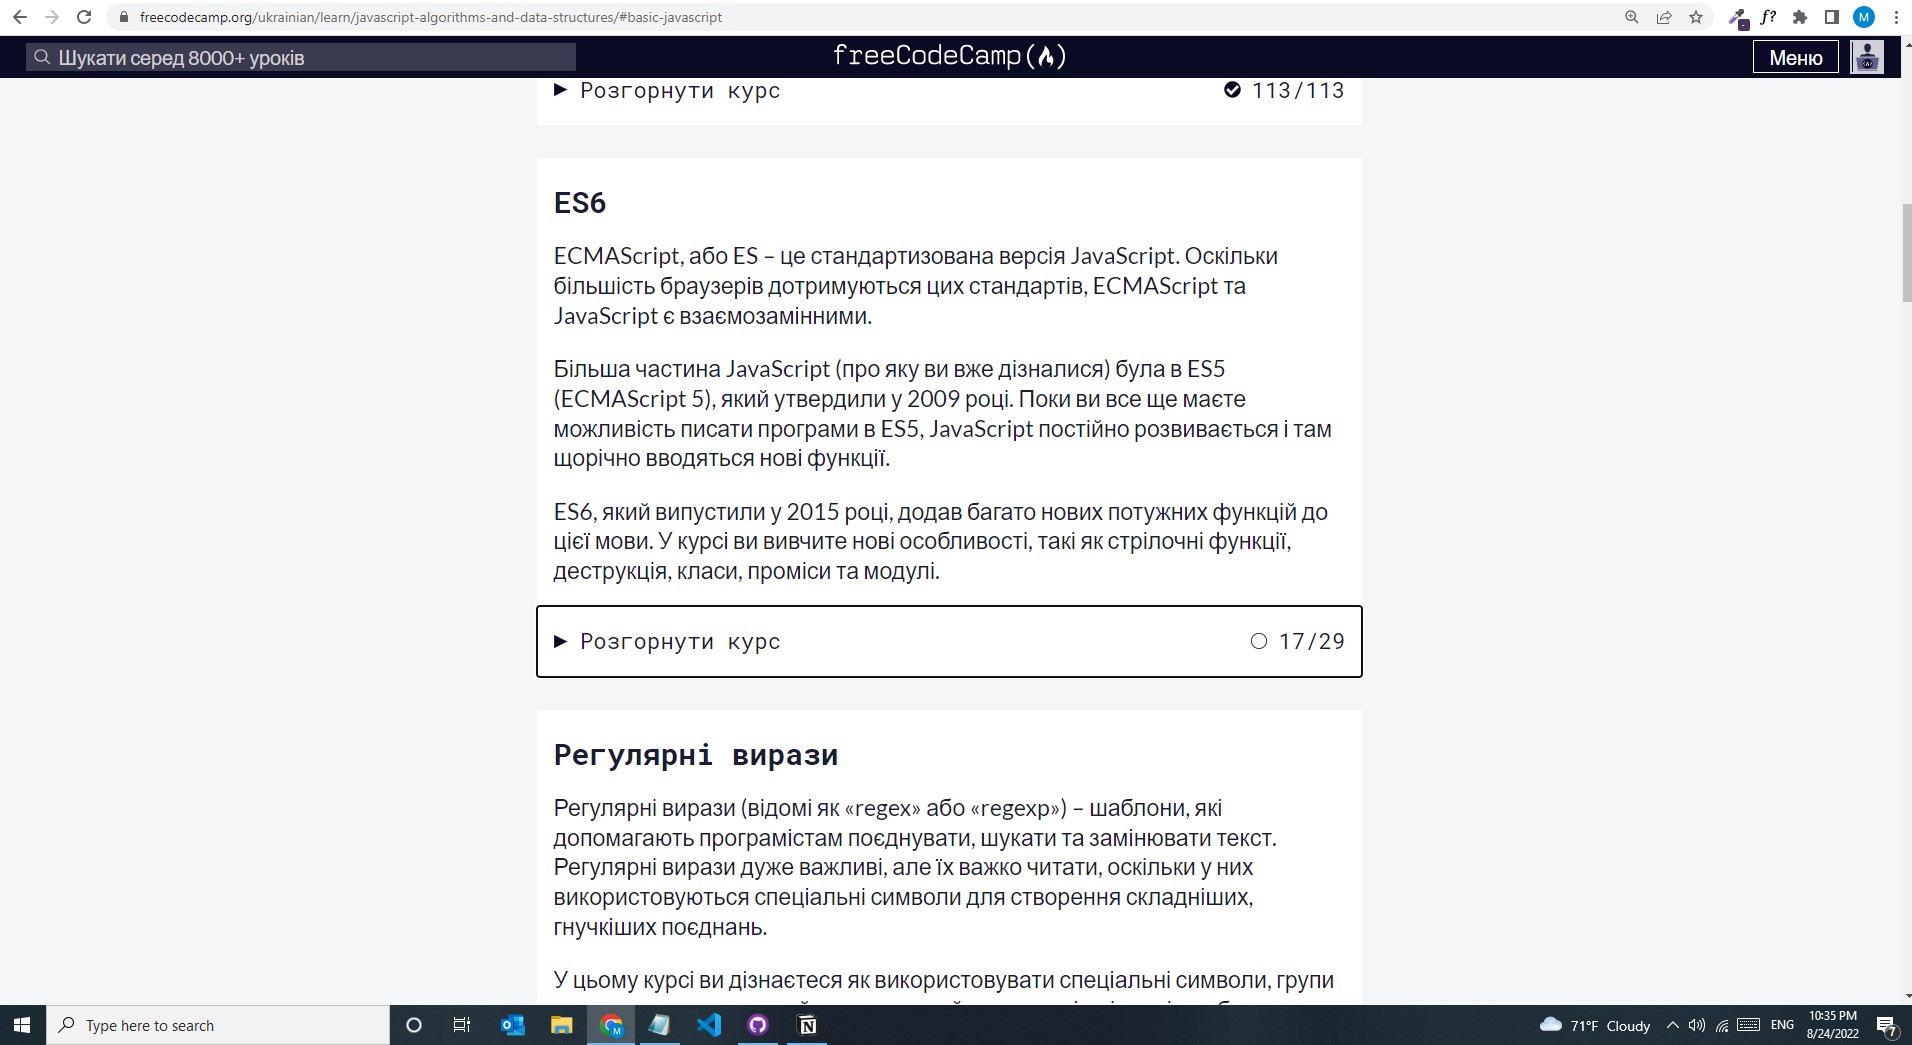 freecodecamp.org/ukrainian/learn/javascript-algorithms-and-data-structures/#basic-javascript
f?
M
Шукати серед 8000+ уроків
freeCodeCamp
Меню
Розгорнути курс
113/113
ES6
ECMAScript, або ES – це стандартизована версія JavaScript. Оскільки
більшість браузерів дотримуються цих стандартів, ECMAScript та
JavaScript є взаємозамінними.
Більша частина JavaScript (про яку ви вже дізналися) була в ES5
(ECMAScript 5), який утвердили у 2009 році. Поки ви все ще маєте
можливість писати програми в ES5, JavaScript постійно розвивається і там
щорічно вводяться нові функції.
ES6, який випустили у 2015 році, додав багато нових потужних функцій до
цієї мови. У курсі ви вивчите нові особливості, такі як стрілочні функції,
деструкція, класи, проміси та модулі.
Розгорнути курс
17/29
Регулярні вирази
Регулярні вирази (відомі як «regex» або «regexp») – шаблони, які
допомагають програмістам поєднувати, шукати та замінювати текст.
Регулярні вирази дуже важливі, але їх важко читати, оскільки у них
використовуються спеціальні символи для створення складніших,
гнучкіших поєднань.
У цьому курсі ви дізнаєтеся як використовувати спеціальні символи, групи
Type here to search
71°F Cloudy
ENG
10:35 PM
8/24/2022
7